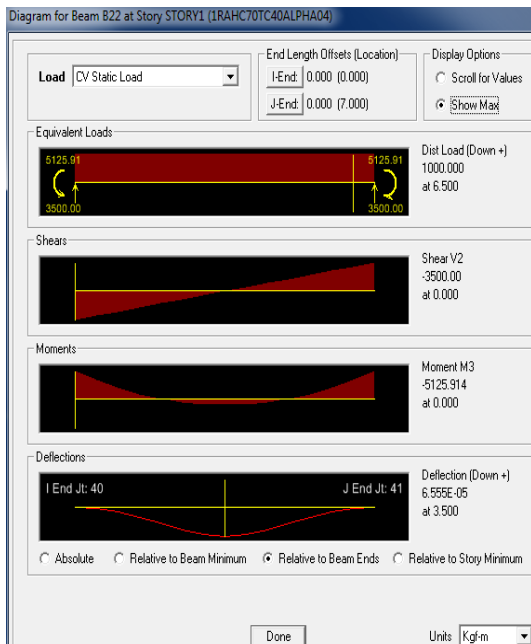 Diagram for Beam B22 at Story STORY1 (1RAHC70TC40ALPHA04)
Load CV Static Load
End Length Offsets (Location)
I-End: 0.000 (0.000)
J-End: 0.000 (7.000)
Display Options
Scroll for Values
Show Max
Equivalent Loads
5125.91 5125.91
3500.00 3500.00
Dist Load (Down +)
1000.000
at 6.500
Shears
Shear V2
-3500.00
at 0.000
Moments
Moment M3
-5125.914
at 0.000
Deflections
I End Jt: 40 J End Jt: 41
Deflection (Down +)
6.555E-05
at 3.500
Absolute Relative to Beam Minimum Relative to Beam Ends Relative to Story Minimum
Done Units Kgf-m